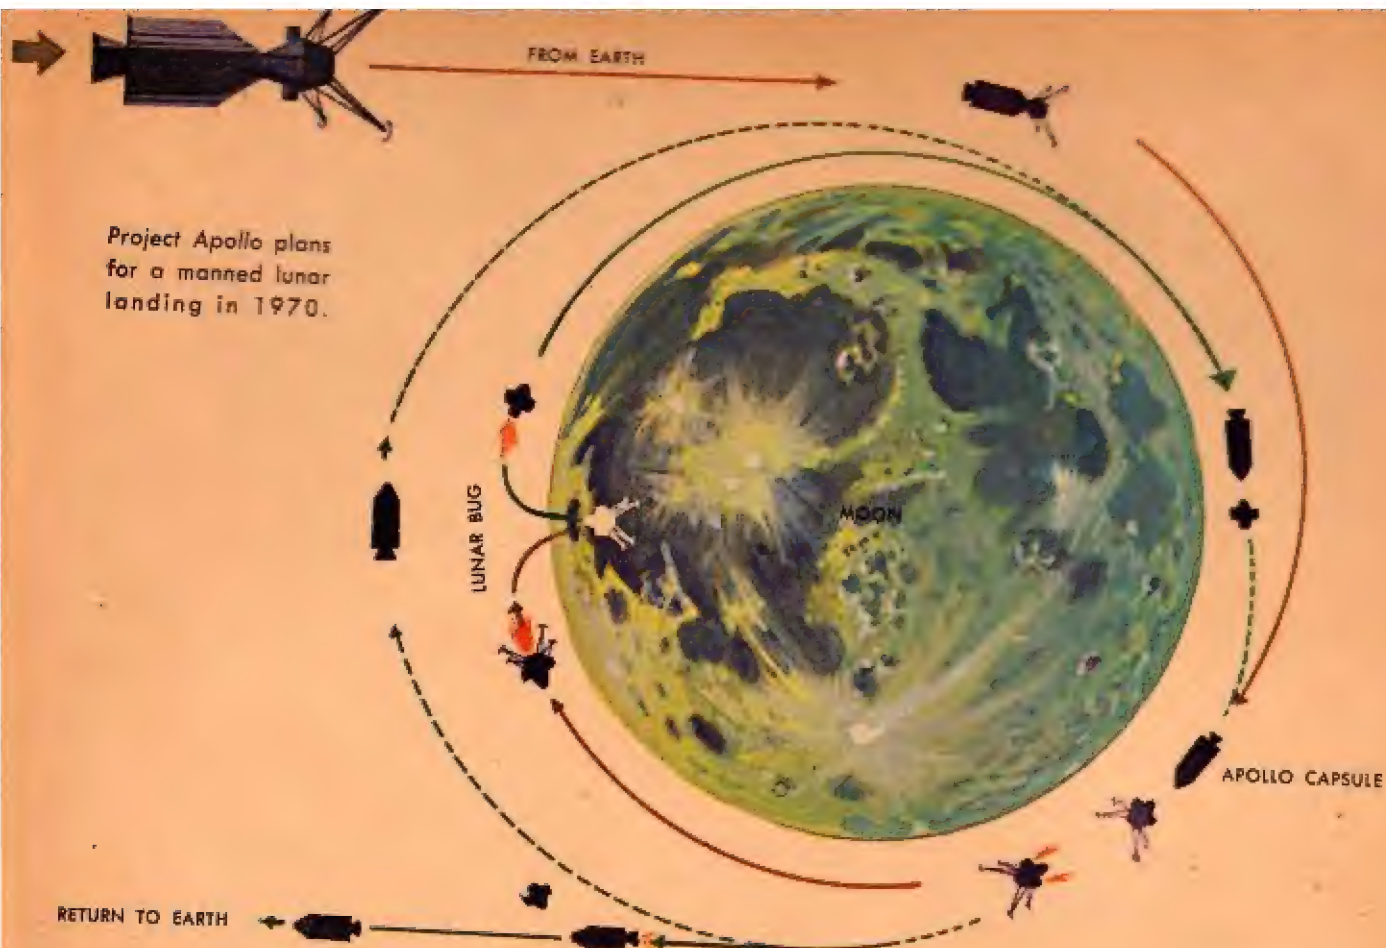 FROM EARTH
Project Apollo plans
for a manned lunar
landing in 1970.
LUNAR BUG
MOON
APOLLO CAPSULE
RETURN TO EARTH